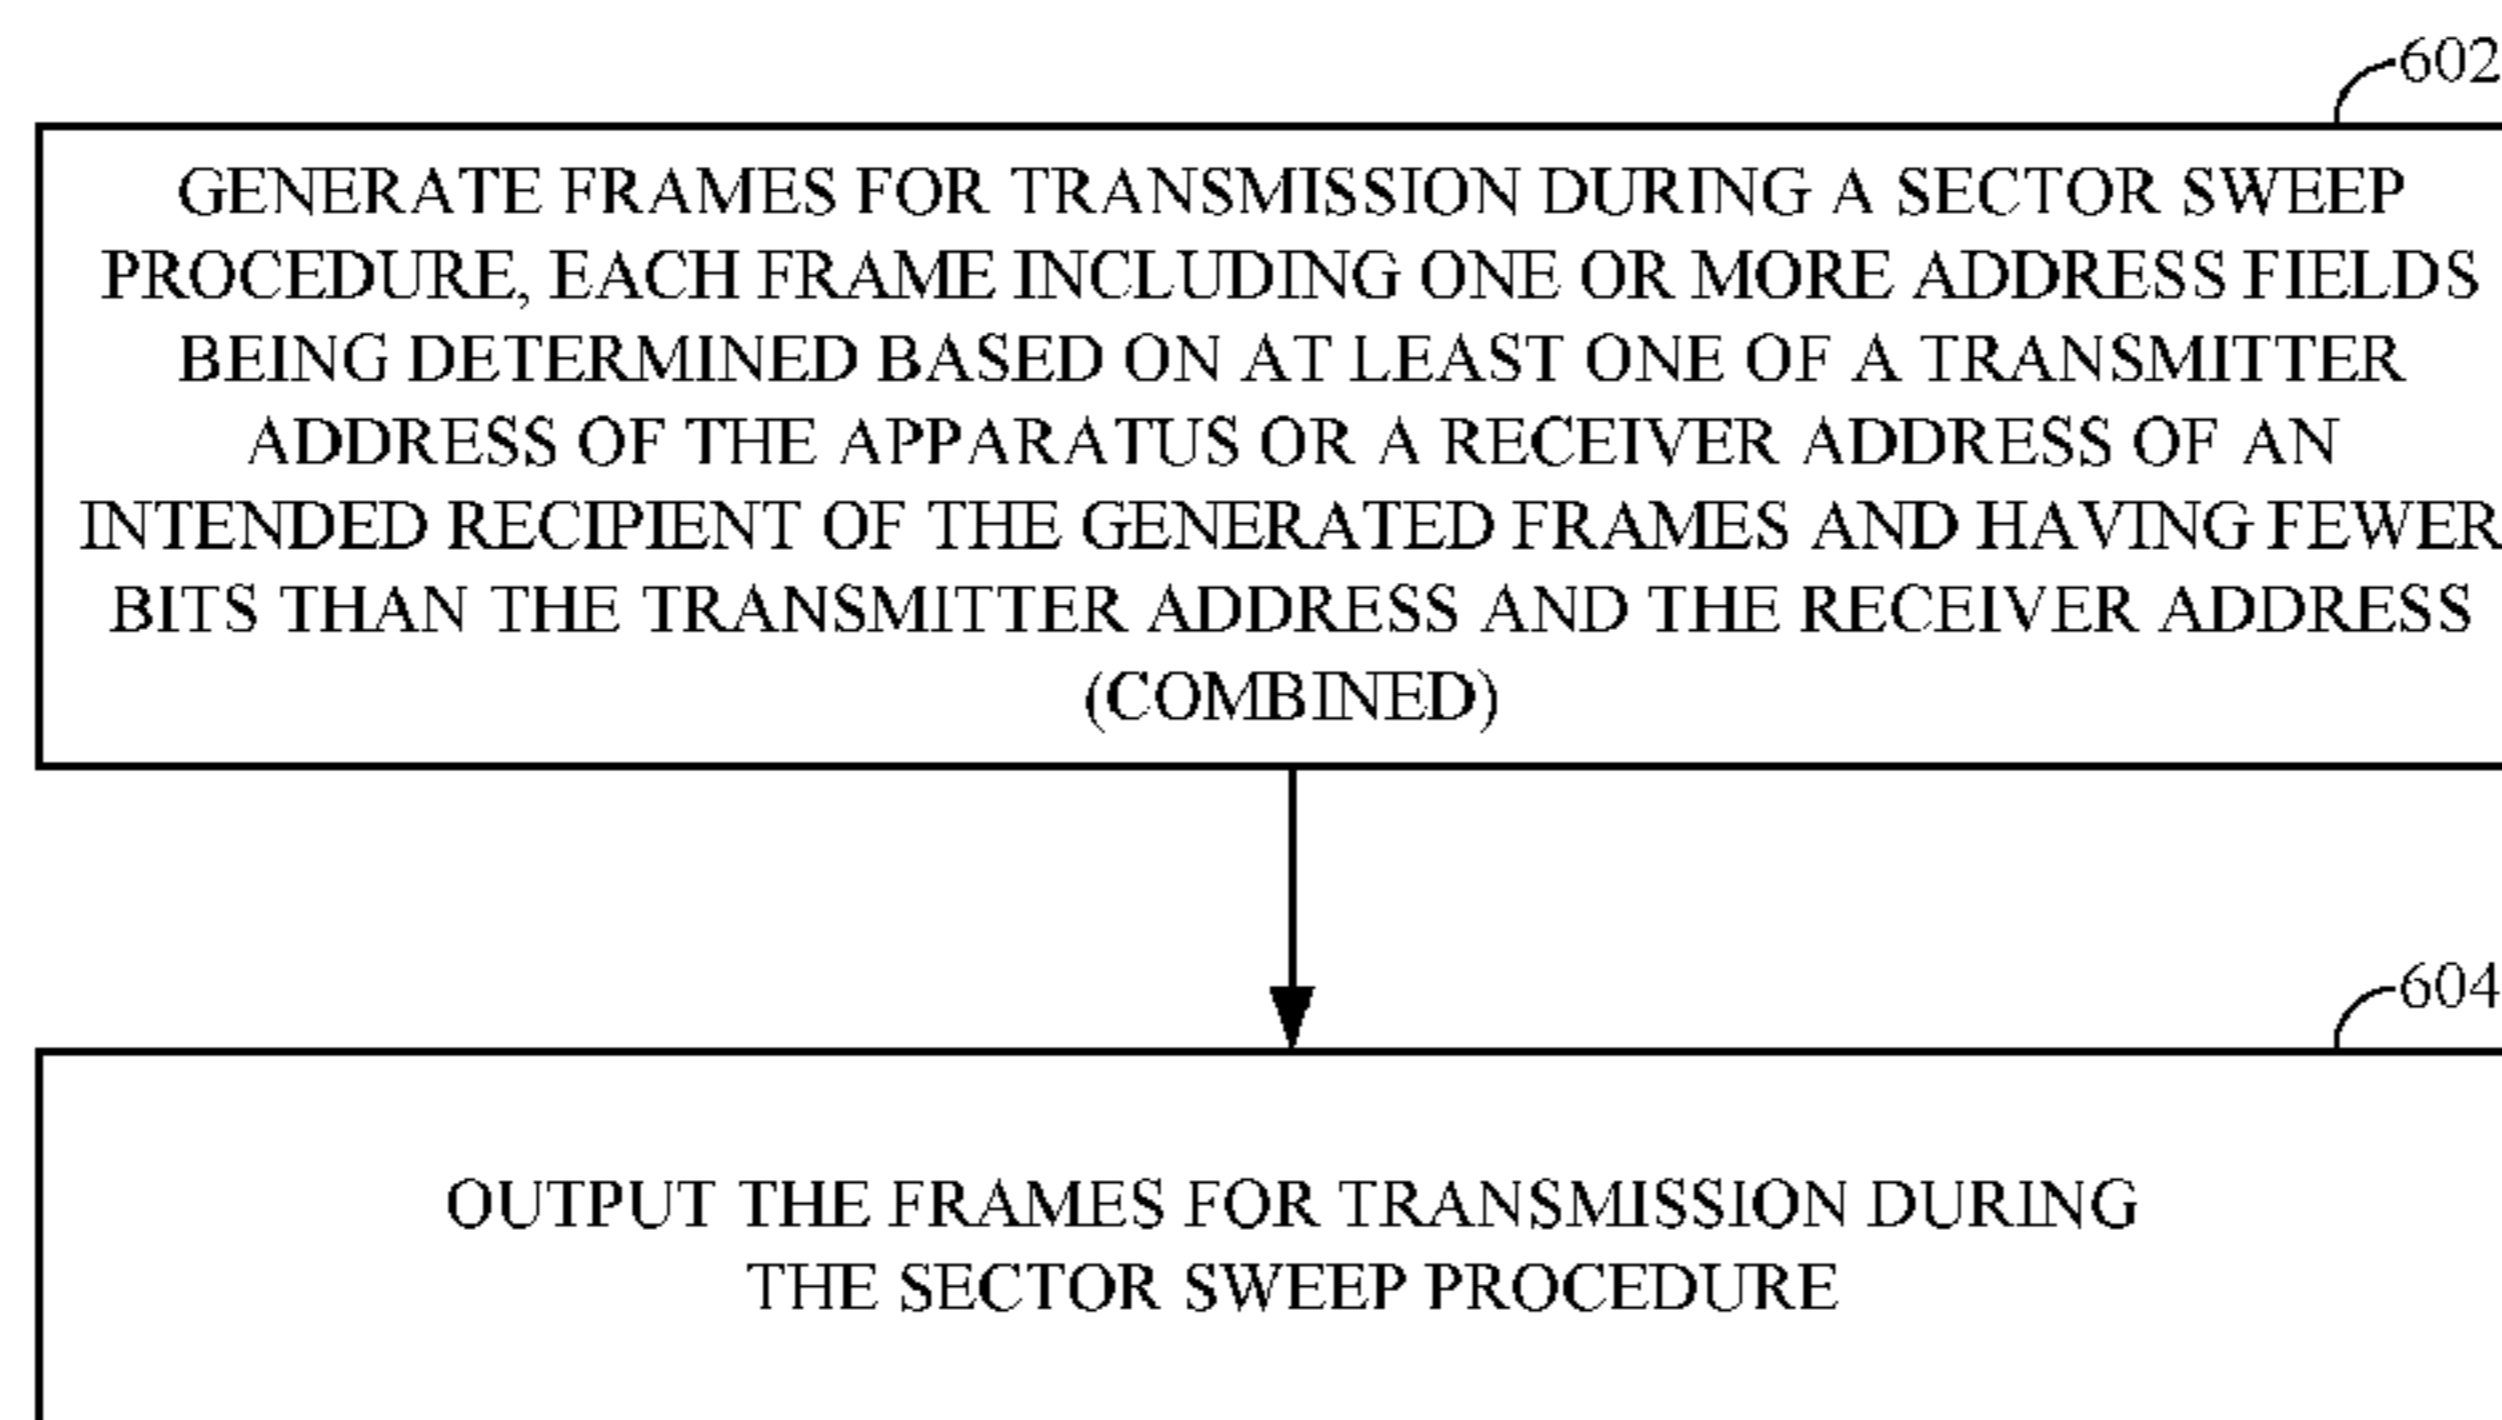 602
GENERATE FRAMES FOR TRANSMISSION DURING A SECTOR SWEEP
PROCEDURE, EACH FRAME INCLUDING ONE OR MORE ADDRESS FIELDS
BEING DETERMINED BASED ON AT LEAST ONE OF A TRANSMITTER
ADDRESS OF THE APPARATUS OR A RECEIVER ADDRESS OF AN
INTENDED RECIPIENT OF THE GENERATED FRAMES AND HAVING FEWER
BITS THAN THE TRANSMITTER ADDRESS AND THE RECEIVER ADDRESS
(COMBINED)
604
OUTPUT THE FRAMES FOR TRANSMISSION DURING
THE SECTOR SWEEP PROCEDURE